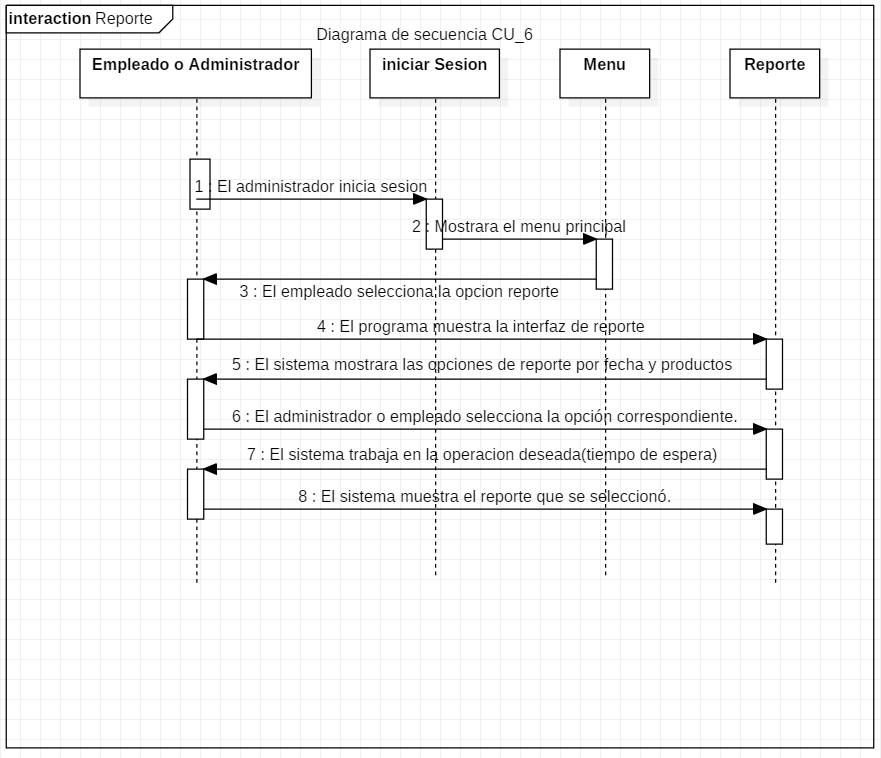 interaction Reporte
Diagrama de secuencia CU_6
Empleado o Administrador
iniciar Sesion
Menu
Reporte
1 : El administrador inicia sesion
2 : Mostrara el menu principal
3 : El empleado selecciona la opcion reporte
4 : El programa muestra la interfaz de reporte
5 : El sistema mostrara las opciones de reporte por fecha y productos
6 : El administrador o empleado selecciona la opción correspondiente.
7 : El sistema trabaja en la operacion deseada(tiempo de espera)
8 : El sistema muestra el reporte que se seleccionó.